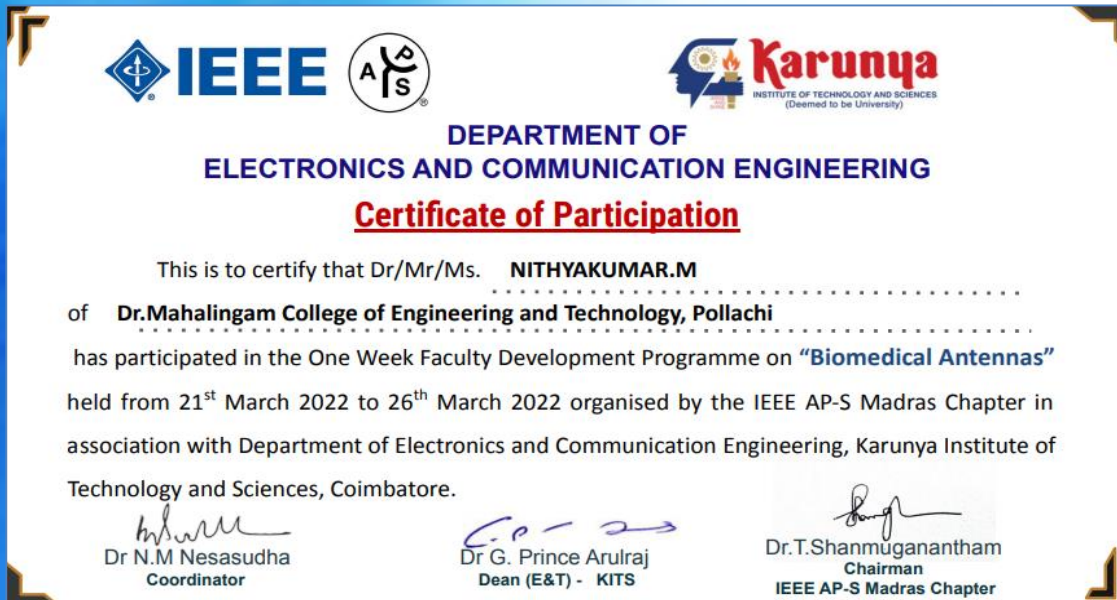 IEEE
APS
Karunya
INSTITUTE OF TECHNOLOGY AND SCIENCES
(Deemed to be University)
DEPARTMENT OF
ELECTRONICS AND COMMUNICATION ENGINEERING
Certificate of Participation
This is to certify that Dr/Mr/Ms. NITHYAKUMAR.M
of Dr.Mahalingam College of Engineering and Technology, Pollachi
has participated in the One Week Faculty Development Programme on “Biomedical Antennas”
held from 21st March 2022 to 26th March 2022 organised by the IEEE AP-S Madras Chapter in
association with Department of Electronics and Communication Engineering, Karunya Institute of
Technology and Sciences, Coimbatore.
Dr N.M Nesasudha
Coordinator
Dr G. Prince Arulraj
Dean (E&T) - KITS
Dr.T.Shanmuganantham
Chairman
IEEE AP-S Madras Chapter